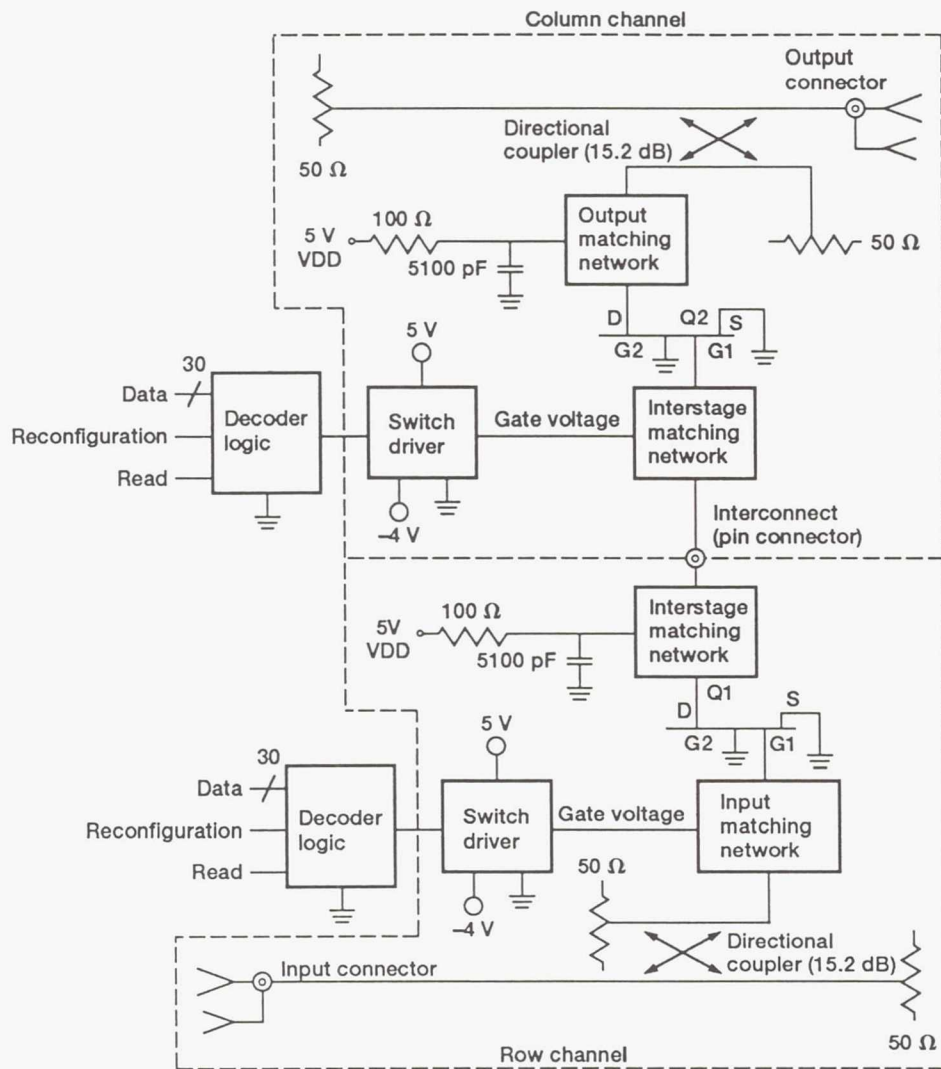 Column channel
Output
connector
Directional
coupler (15.2 dB)
50 Ω
100 Ω
5 V
VDD
5100 pF
Output
matching
network
50 Ω
D
Q2
S
G2
G1
5 V
30
Data
Reconfiguration
Read
Decoder
logic
Switch
driver
Gate voltage
Interstage
matching
network
–4 V
Interconnect
(pin connector)
100 Ω
5V
VDD
5100 pF
Interstage
matching
network
Q1
D
S
G2
G1
5 V
30
Data
Reconfiguration
Read
Decoder
logic
Switch
driver
Gate voltage
Input
matching
network
50 Ω
–4 V
Directional
coupler (15.2 dB)
Input connector
50 Ω
Row channel